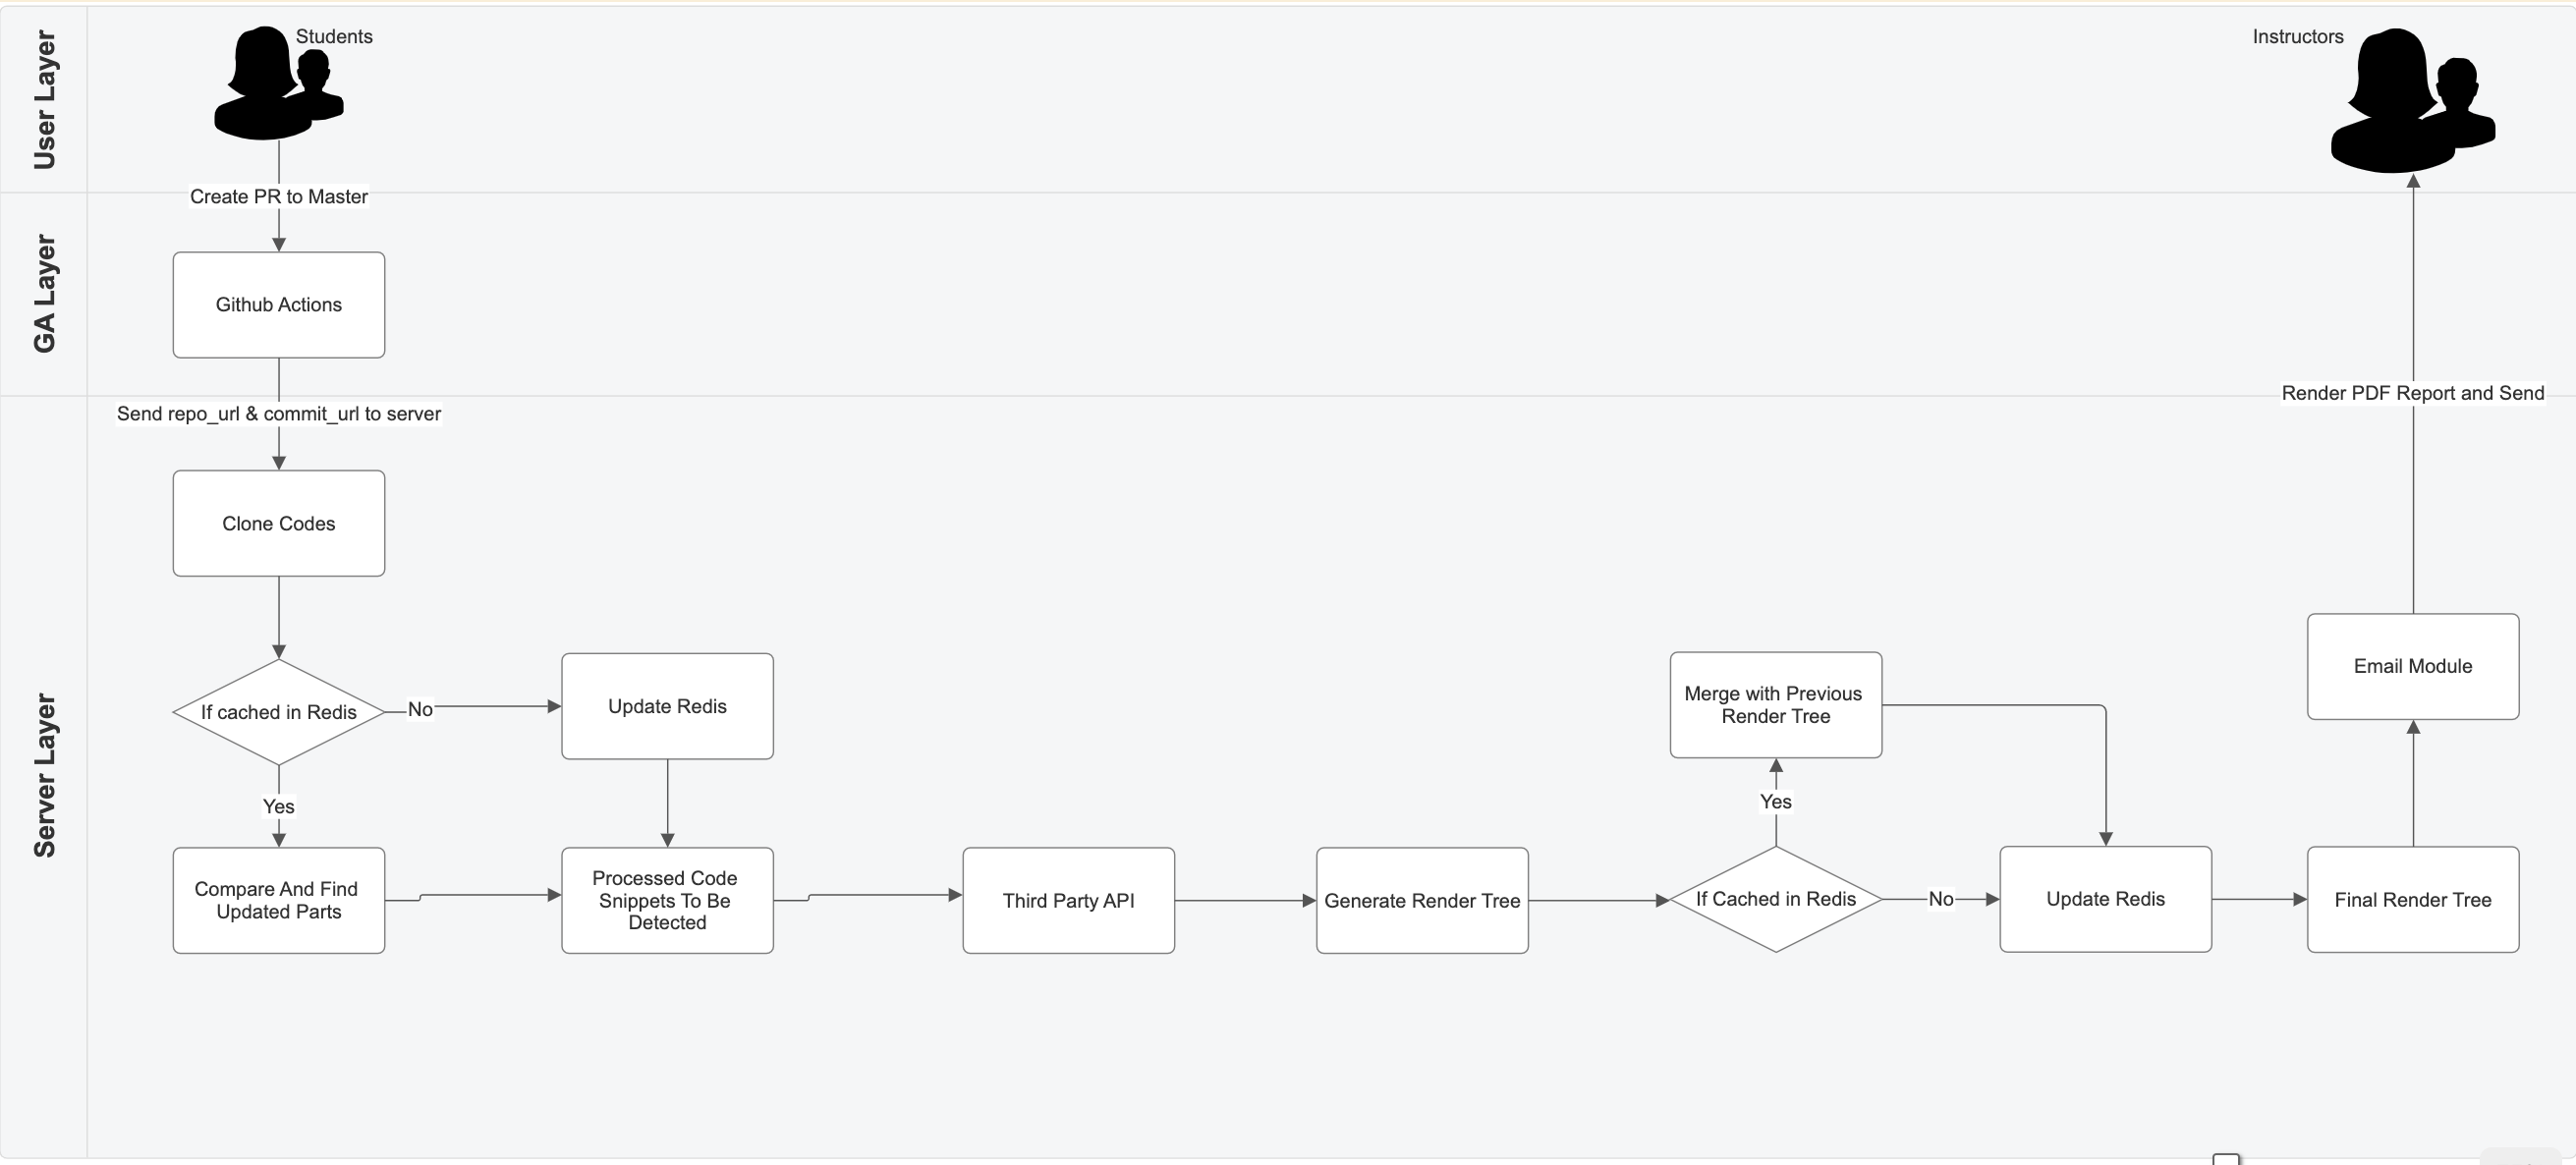 User Layer
Students
Instructors
Create PR to Master
GA Layer
Github Actions
Render PDF Report and Send
Send repo_url & commit_url to server
Server Layer
Clone Codes
If cached in Redis
No
Update Redis
Yes
Compare And Find
Updated Parts
Processed Code
Snippets To Be
Detected
Third Party API
Generate Render Tree
If Cached in Redis
Yes
Merge with Previous
Render Tree
No
Update Redis
Final Render Tree
Email Module